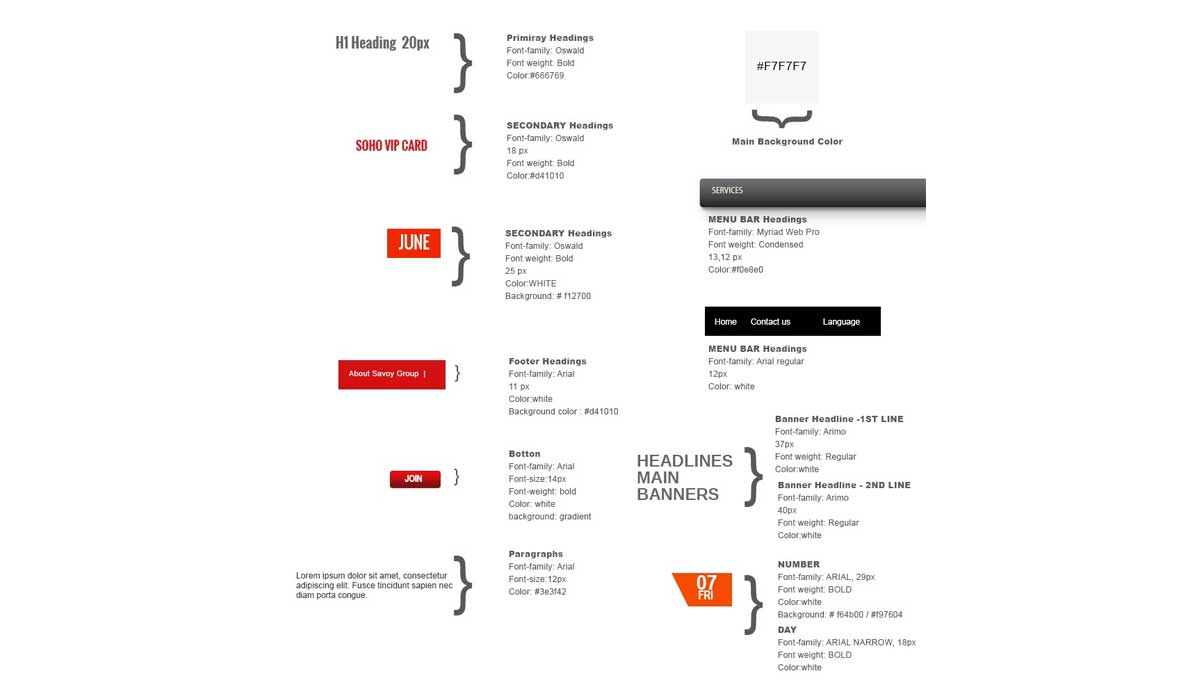 H1 Heading 20px
Primiray Headings
Font-family: Oswald
Font weight: Bold
Color:#666769
SOHO VIP CARD
SECONDARY Headings
Font-family: Oswald
18 px
Font weight: Bold
Color:#d41010
JUNE
SECONDARY Headings
Font-family: Oswald
Font weight: Bold
25 px
Color:WHITE
Background: # f12700
About Savoy Group |
Footer Headings
Font-family: Arial
11 px
Color:white
Background color : #d41010
JOIN
Botton
Font-family: Arial
Font-size:14px
Font-weight: bold
Color: white
background: gradient
Lorem ipsum dolor sit amet, consectetur
adipiscing elit. Fusce tincidunt sapien nec
diam porta congue.
Paragraphs
Font-family: Arial
Font-size:12px
Color: #3e3f42
#F7F7F7
Main Background Color
SERVICES
MENU BAR Headings
Font-family: Myriad Web Pro
Font weight: Condensed
13,12 px
Color:#f0e8e0
Home Contact us Language
MENU BAR Headings
Font-family: Arial regular
12px
Color: white
HEADLINES
MAIN
BANNERS
Banner Headline -1ST LINE
Font-family: Arimo
37px
Font weight: Regular
Color:white
Banner Headline - 2ND LINE
Font-family: Arimo
40px
Font weight: Regular
Color:white
07
FRI
NUMBER
Font-family: ARIAL, 29px
Font weight: BOLD
Color:white
Background: # f64b00 / #f97604
DAY
Font-family: ARIAL NARROW, 18px
Font weight: BOLD
Color:white